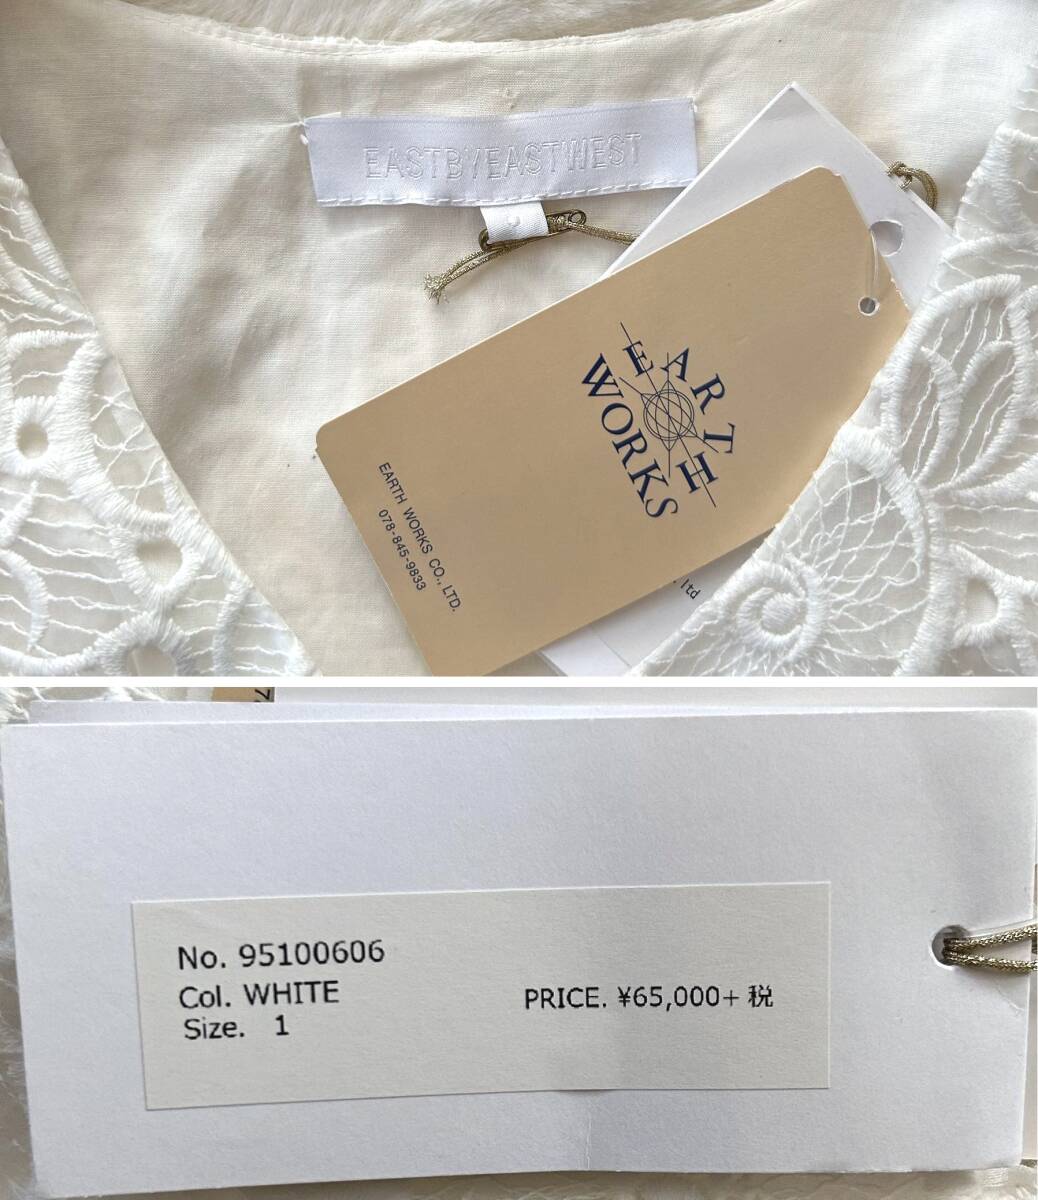 EASTBYEASTWEST
EARTH
WORKS
EARTH WORKS CO., LTD.
078-845-9833
. ltd
No. 95100606
Col. WHITE
Size. 1
PRICE. ¥65,000+ 税